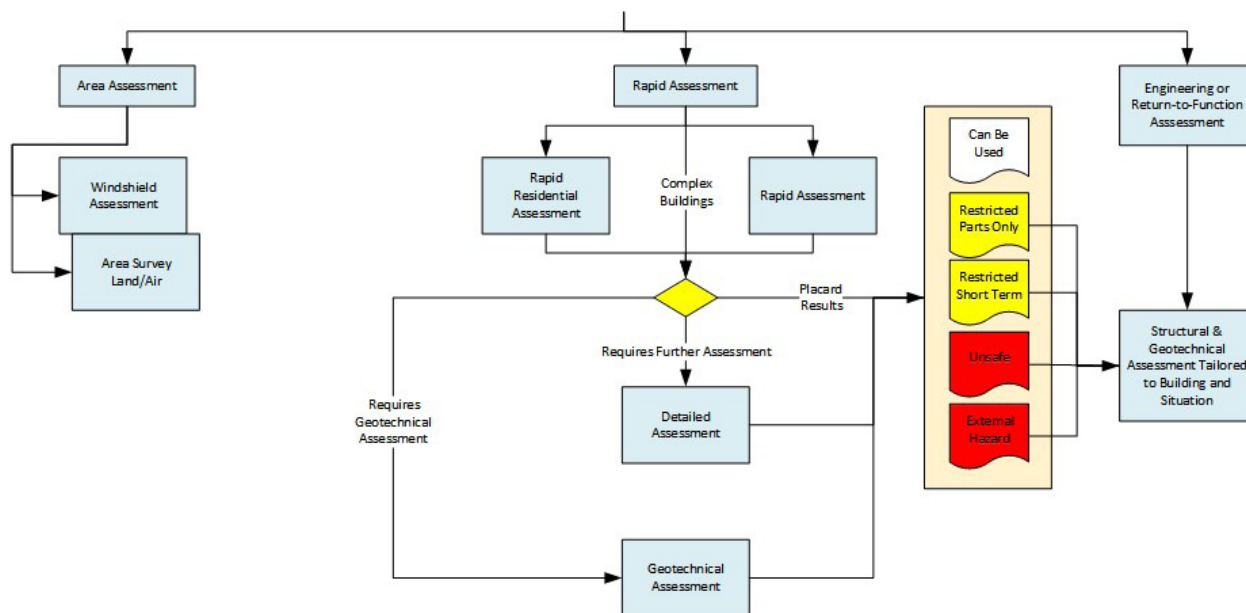 Area Assessment
Rapid Assessment
Engineering or
Return-to-Function
Asssessment
Can Be
Used
Windshield
Assessment
Rapid
Residential
Assessment
Complex
Buildings
Rapid Assessment
Restricted
Parts Only
Area Survey
Land/Air
Restricted
Short Term
Placard
Results
Requires Further Assessment
Unsafe
Structural &
Geotechnical
Assessment Tailored
to Building and
Situation
Requires
Geotechnical
Assessment
Detailed
Assessment
External
Hazard
Geotechnical
Assessment